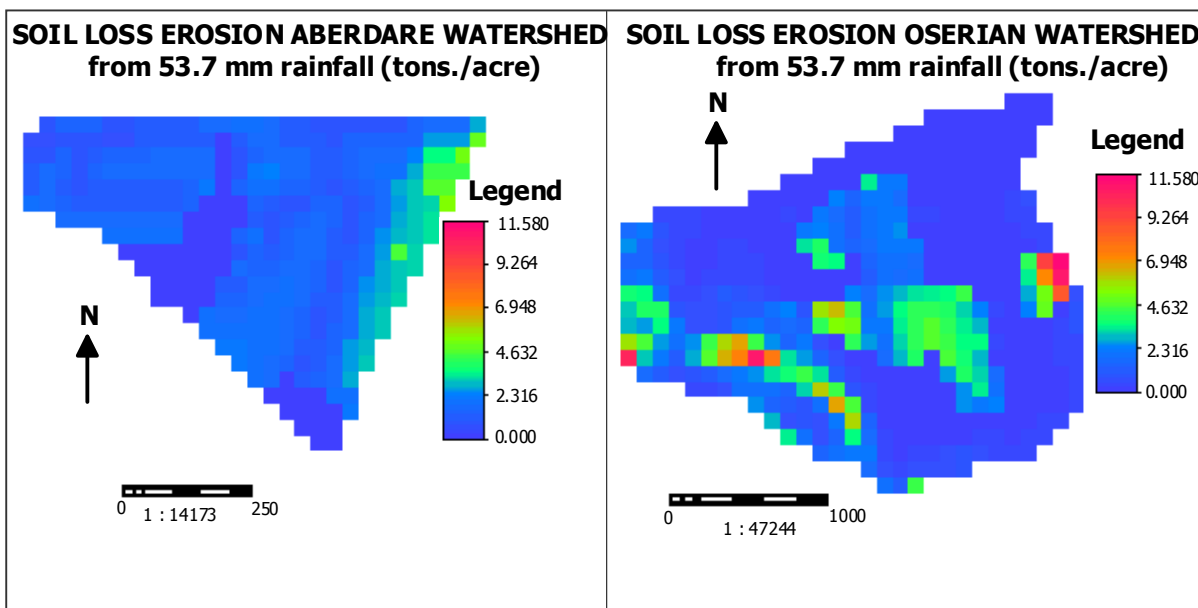 SOIL LOSS EROSION ABERDARE WATERSHED
from 53.7 mm rainfall (tons./acre)
N
Legend
11.580
9.264
6.948
4.632
2.316
0.000
0
1 : 14173
250
SOIL LOSS EROSION OSERIAN WATERSHED
from 53.7 mm rainfall (tons./acre)
N
Legend
11.580
9.264
6.948
4.632
2.316
0.000
0
1 : 47244
1000